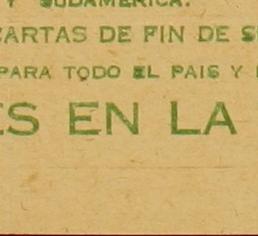 Y SUDAMERICA.
CARTAS DE FIN DE S
PARA TODO EL PAIS Y
ES EN LA